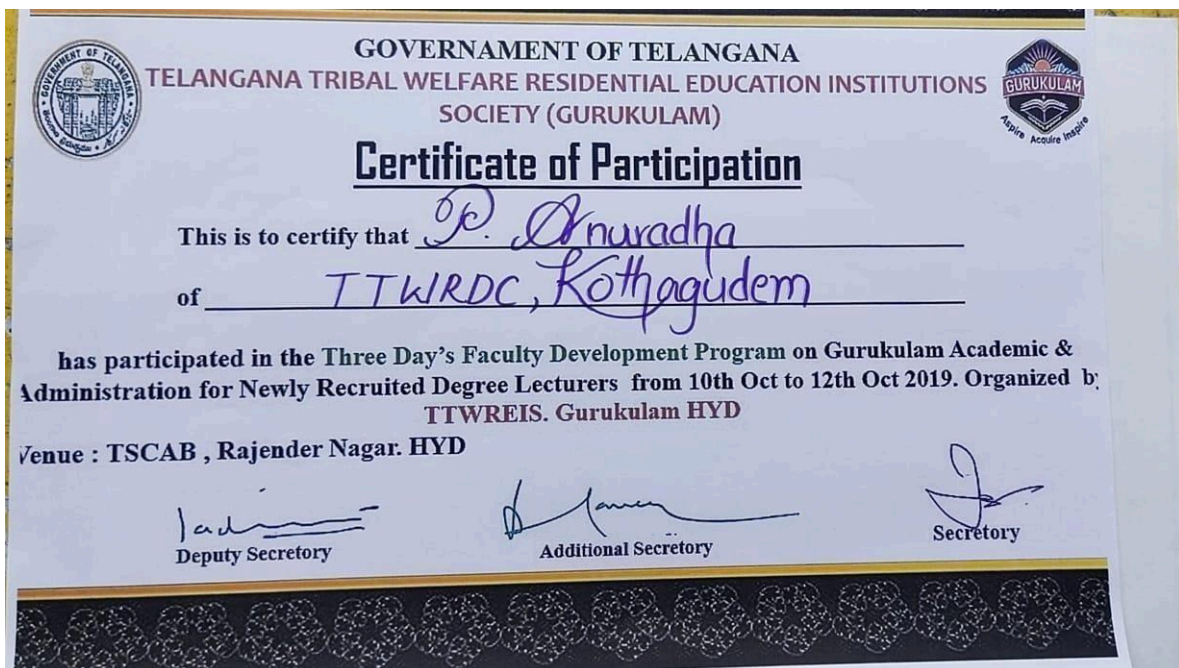 GOVERNAMENT OF TELANGANA
TELANGANA TRIBAL WELFARE RESIDENTIAL EDUCATION INSTITUTIONS
SOCIETY (GURUKULAM)
GURUKULAM
Aspire Acquire Inspire
Certificate of Participation
This is to certify that P. Anuradha
of TTWRDC, Kothagudem
has participated in the Three Day's Faculty Development Program on Gurukulam Academic &
Administration for Newly Recruited Degree Lecturers from 10th Oct to 12th Oct 2019. Organized by
TTWREIS. Gurukulam HYD
Venue : TSCAB , Rajender Nagar. HYD
Deputy Secretory
Additional Secretory
Secretory